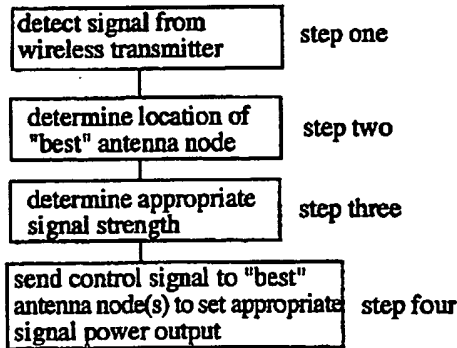 detect signal from
wireless transmitter
step one
determine location of
"best" antenna node
step two
determine appropriate
signal strength
step three
send control signal to "best"
antenna node(s) to set appropriate
signal power output
step four